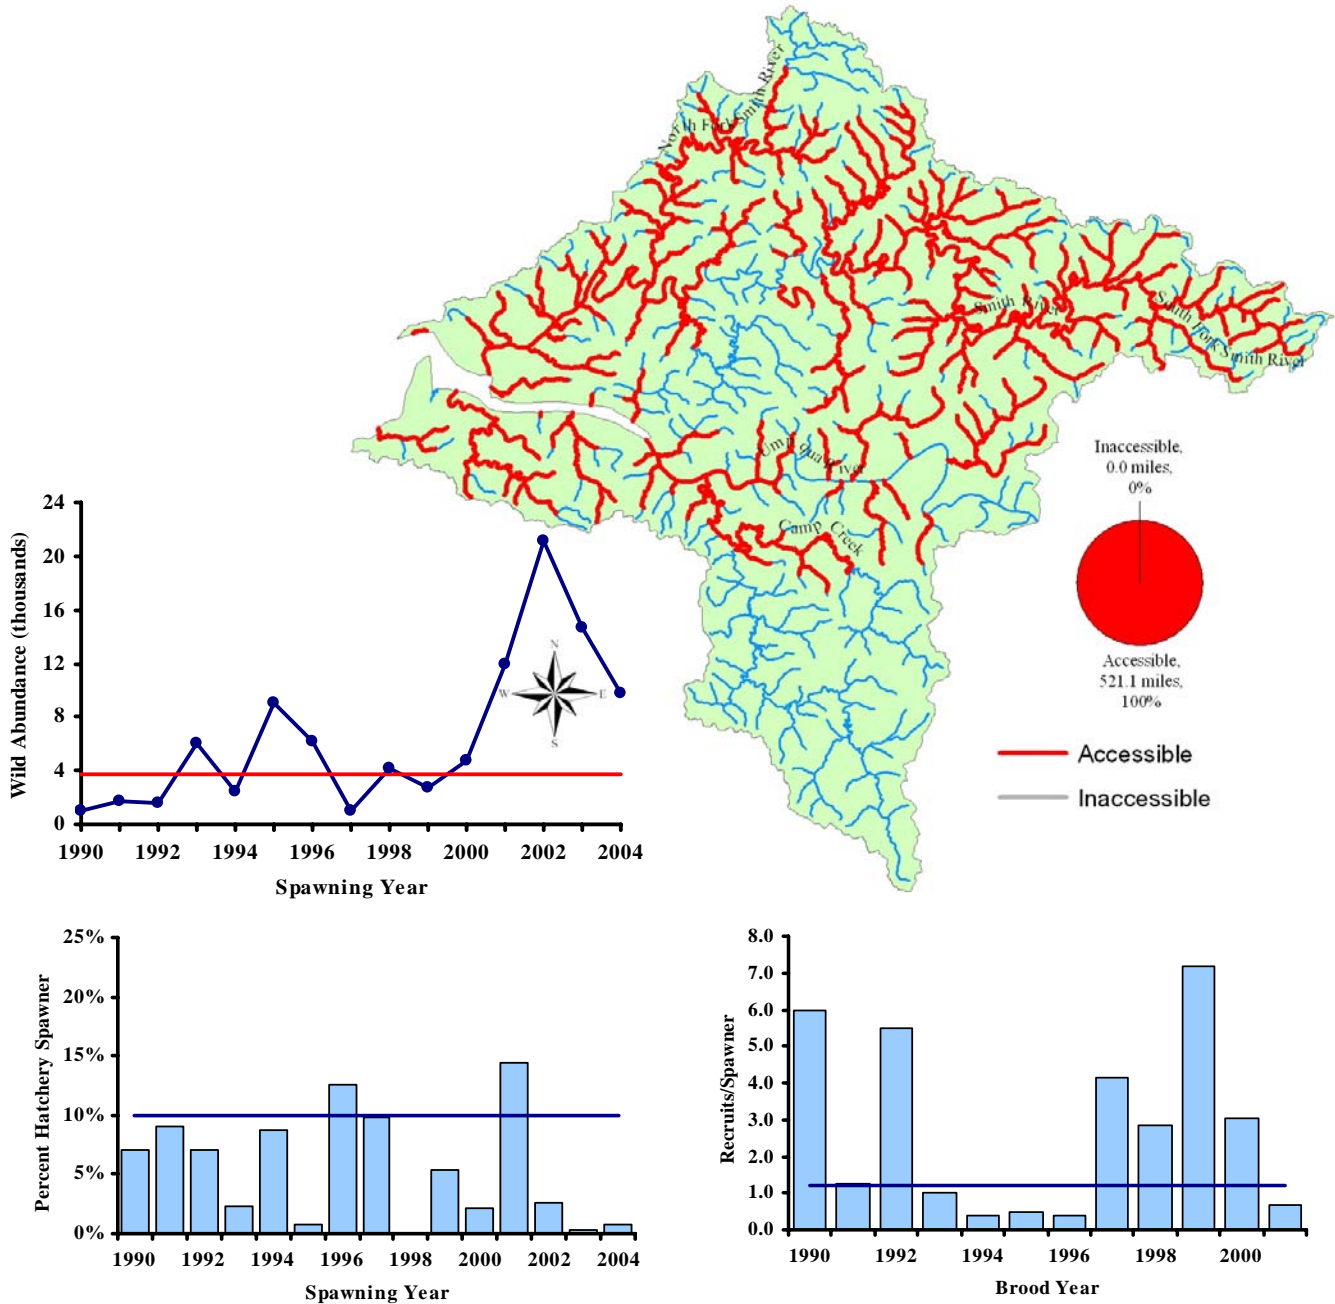 North Fork Smith River
Smith River
South Fork Smith River
Umpqua River
Camp Creek
Inaccessible,
0.0 miles,
0%
Accessible,
521.1 miles,
100%
Accessible
Inaccessible
N
W
E
S
Wild Abundance (thousands)
24
20
16
12
8
4
0
1990 1992 1994 1996 1998 2000 2002 2004
Spawning Year
Percent Hatchery Spawner
25%
20%
15%
10%
5%
0%
1990 1992 1994 1996 1998 2000 2002 2004
Spawning Year
Recruits/Spawner
8.0
7.0
6.0
5.0
4.0
3.0
2.0
1.0
0.0
1990 1992 1994 1996 1998 2000
Brood Year